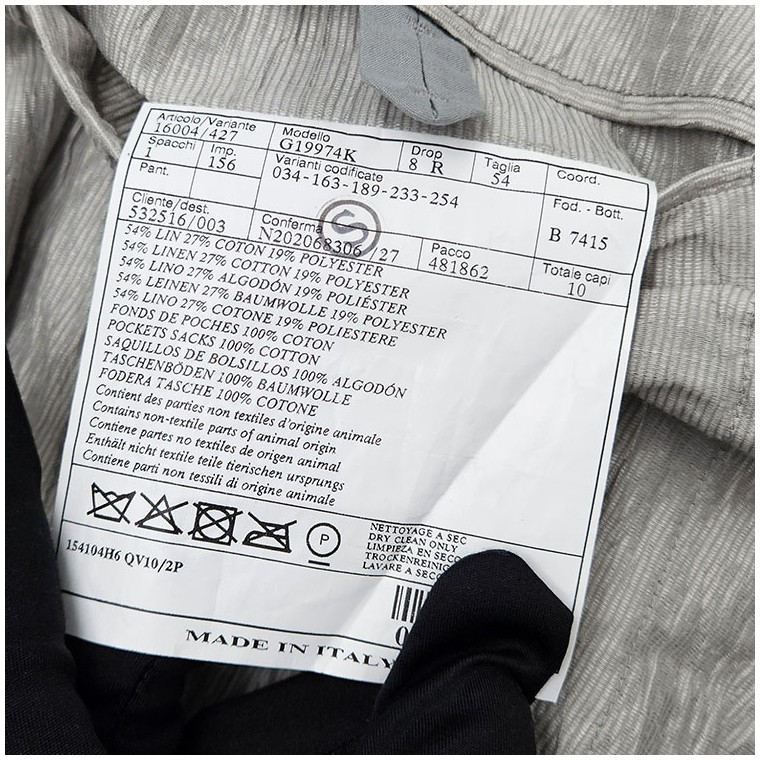 Articolo/Variante Modello Drop Taglia Coord.
16004/427 G19974K 8 R 54
Spacchi Imp. Varianti codificate Fod. - Bott.
1 156 034-163-189-233-254 B 7415
Pant.
Cliente/dest. Conferma Pacco Totale capi
532516/003 N202068306/27 481862 10
54% LIN 27% COTON 19% POLYESTER
54% LINEN 27% COTTON 19% POLYESTER
54% LINO 27% ALGODÓN 19% POLIÉSTER
54% LEINEN 27% BAUMWOLLE 19% POLYESTER
54% LINO 27% COTONE 19% POLIESTERE
FONDS DE POCHES 100% COTON
POCKETS SACKS 100% COTTON
SAQUILLOS DE BOLSILLOS 100% ALGODÓN
TASCHENBÖDEN 100% BAUMWOLLE
FODERA TASCHE 100% COTONE
Contient des parties non textiles d'origine animale
Contains non-textile parts of animal origin
Contiene partes no textiles de origen animal
Enthält nicht textile teile tierischen ursprungs
Contiene parti non tessili di origine animale
P
NETTOYAGE A SEC
DRY CLEAN ONLY
LIMPIEZA EN SECO
TROCKENREINIG
LAVARE A SECO
154104H6 QV10/2P
0
MADE IN ITALY